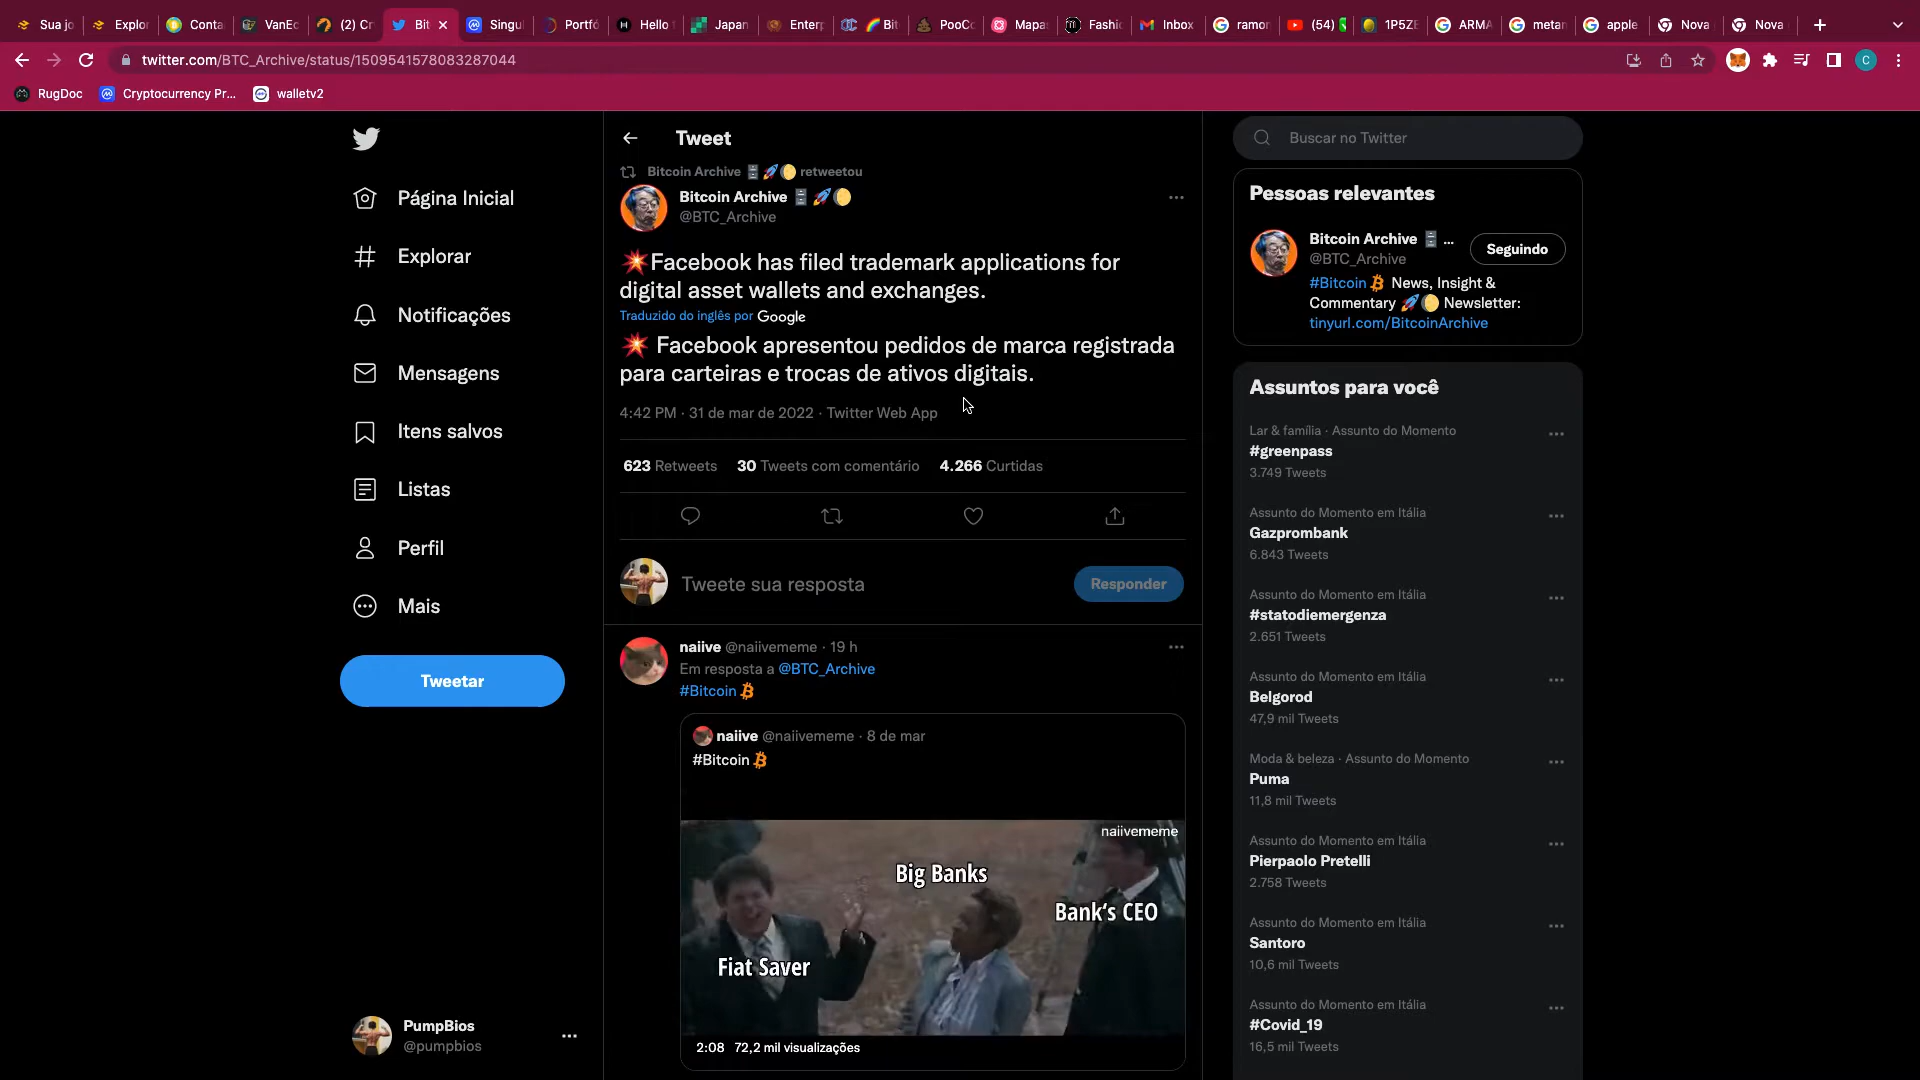 Sua jo
Explor
Conta
VanEc
(2) Cr
Bit
Singul
Portfó
Hello
Japan
Enterp
Bit
PooCo
Mapas
Fashic
Inbox
ramor
(54)
1P5ZE
ARMA
metan
apple
Nova
Nova
twitter.com/BTC_Archive/status/1509541578083287044
RugDoc
Cryptocurrency Pr...
walletv2
Página Inicial
Explorar
Notificações
Mensagens
Itens salvos
Listas
Perfil
Mais
Tweetar
PumpBios
@pumpbios
Tweet
Bitcoin Archive 🗄🚀🌔 retweetou
Bitcoin Archive 🗄🚀🌔
@BTC_Archive
💥Facebook has filed trademark applications for
digital asset wallets and exchanges.
Traduzido do inglês por Google
💥 Facebook apresentou pedidos de marca registrada
para carteiras e trocas de ativos digitais.
4:42 PM · 31 de mar de 2022 · Twitter Web App
623 Retweets 30 Tweets com comentário 4.266 Curtidas
Tweete sua resposta
Responder
naiive @naiivememe · 19 h
Em resposta a @BTC_Archive
#Bitcoin
naiive @naiivememe · 8 de mar
#Bitcoin
naiivememe
Big Banks
Bank's CEO
Fiat Saver
2:08 72,2 mil visualizações
Buscar no Twitter
Pessoas relevantes
Bitcoin Archive 🗄 ...
@BTC_Archive
Seguindo
#Bitcoin News, Insight &
Commentary 🚀🌔 Newsletter:
tinyurl.com/BitcoinArchive
Assuntos para você
Lar & família · Assunto do Momento
#greenpass
3.749 Tweets
Assunto do Momento em Itália
Gazprombank
6.843 Tweets
Assunto do Momento em Itália
#statodiemergenza
2.651 Tweets
Assunto do Momento em Itália
Belgorod
47,9 mil Tweets
Moda & beleza · Assunto do Momento
Puma
11,8 mil Tweets
Assunto do Momento em Itália
Pierpaolo Pretelli
2.758 Tweets
Assunto do Momento em Itália
Santoro
10,6 mil Tweets
Assunto do Momento em Itália
#Covid_19
16,5 mil Tweets